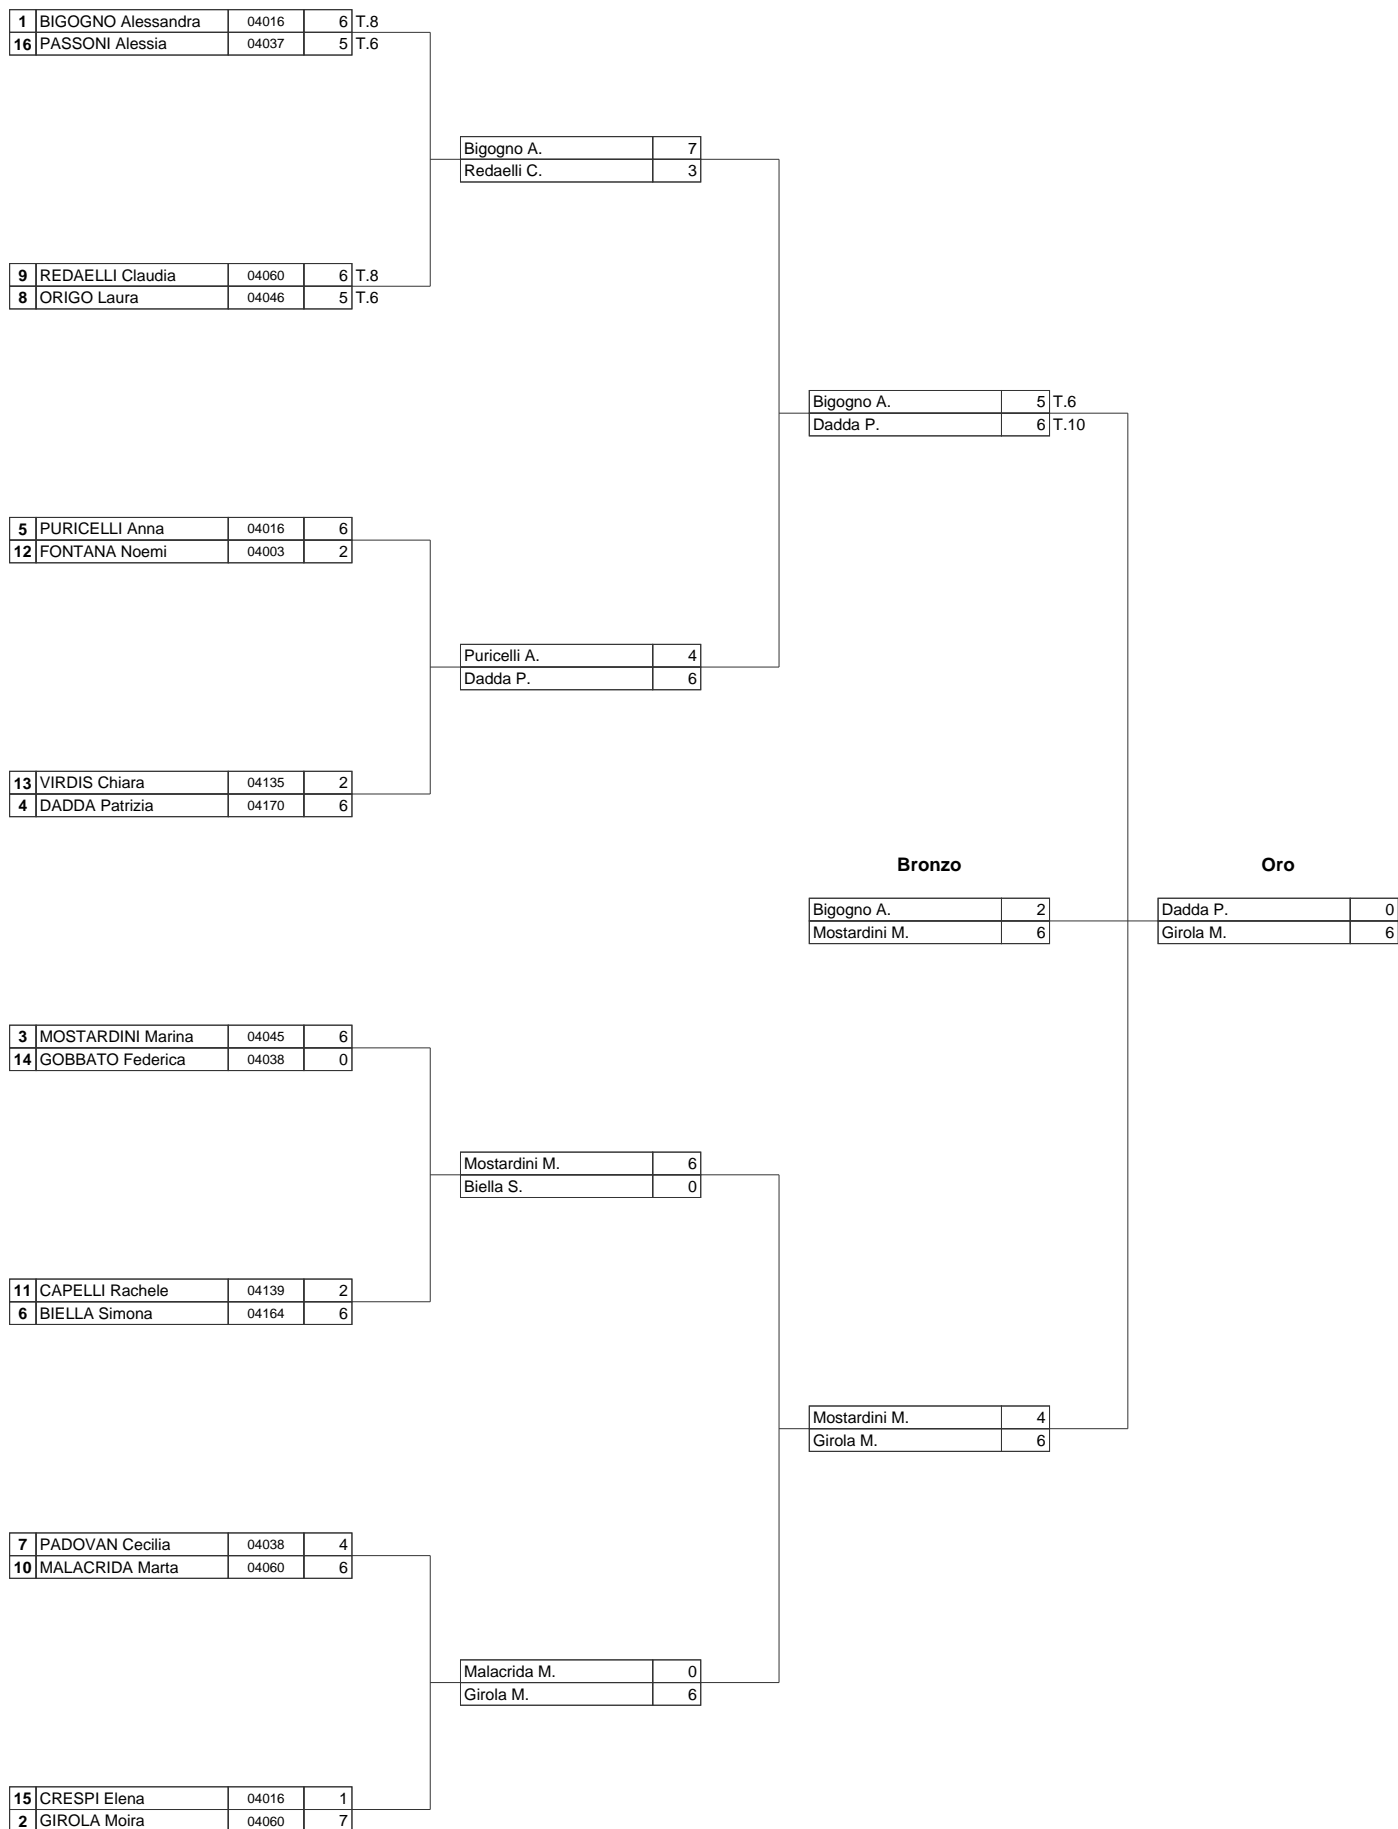 1 BIGOGNO Alessandra 04016 6 T.8
16 PASSONI Alessia 04037 5 T.6
Bigogno A. 7
Redaelli C. 3
9 REDAELLI Claudia 04060 6 T.8
8 ORIGO Laura 04046 5 T.6
Bigogno A. 5 T.6
Dadda P. 6 T.10
5 PURICELLI Anna 04016 6
12 FONTANA Noemi 04003 2
Puricelli A. 4
Dadda P. 6
13 VIRDIS Chiara 04135 2
4 DADDA Patrizia 04170 6
Bronzo Oro
Bigogno A. 2 Dadda P. 0
Mostardini M. 6 Girola M. 6
3 MOSTARDINI Marina 04045 6
14 GOBBATO Federica 04038 0
Mostardini M. 6
Biella S. 0
11 CAPELLI Rachele 04139 2
6 BIELLA Simona 04164 6
Mostardini M. 4
Girola M. 6
7 PADOVAN Cecilia 04038 4
10 MALACRIDA Marta 04060 6
Malacrida M. 0
Girola M. 6
15 CRESPI Elena 04016 1
2 GIROLA Moira 04060 7